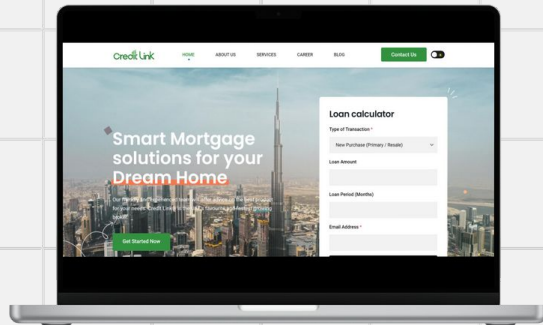 Credit Link
HOME
ABOUT US
SERVICES
CAREER
BLOG
Contact Us
Smart Mortgage
solutions for your
Dream Home
Get Started Now
Loan calculator
Type of Transaction *
New Purchase (Primary / Resale)
Loan Amount
Loan Period (Months)
Email Address *